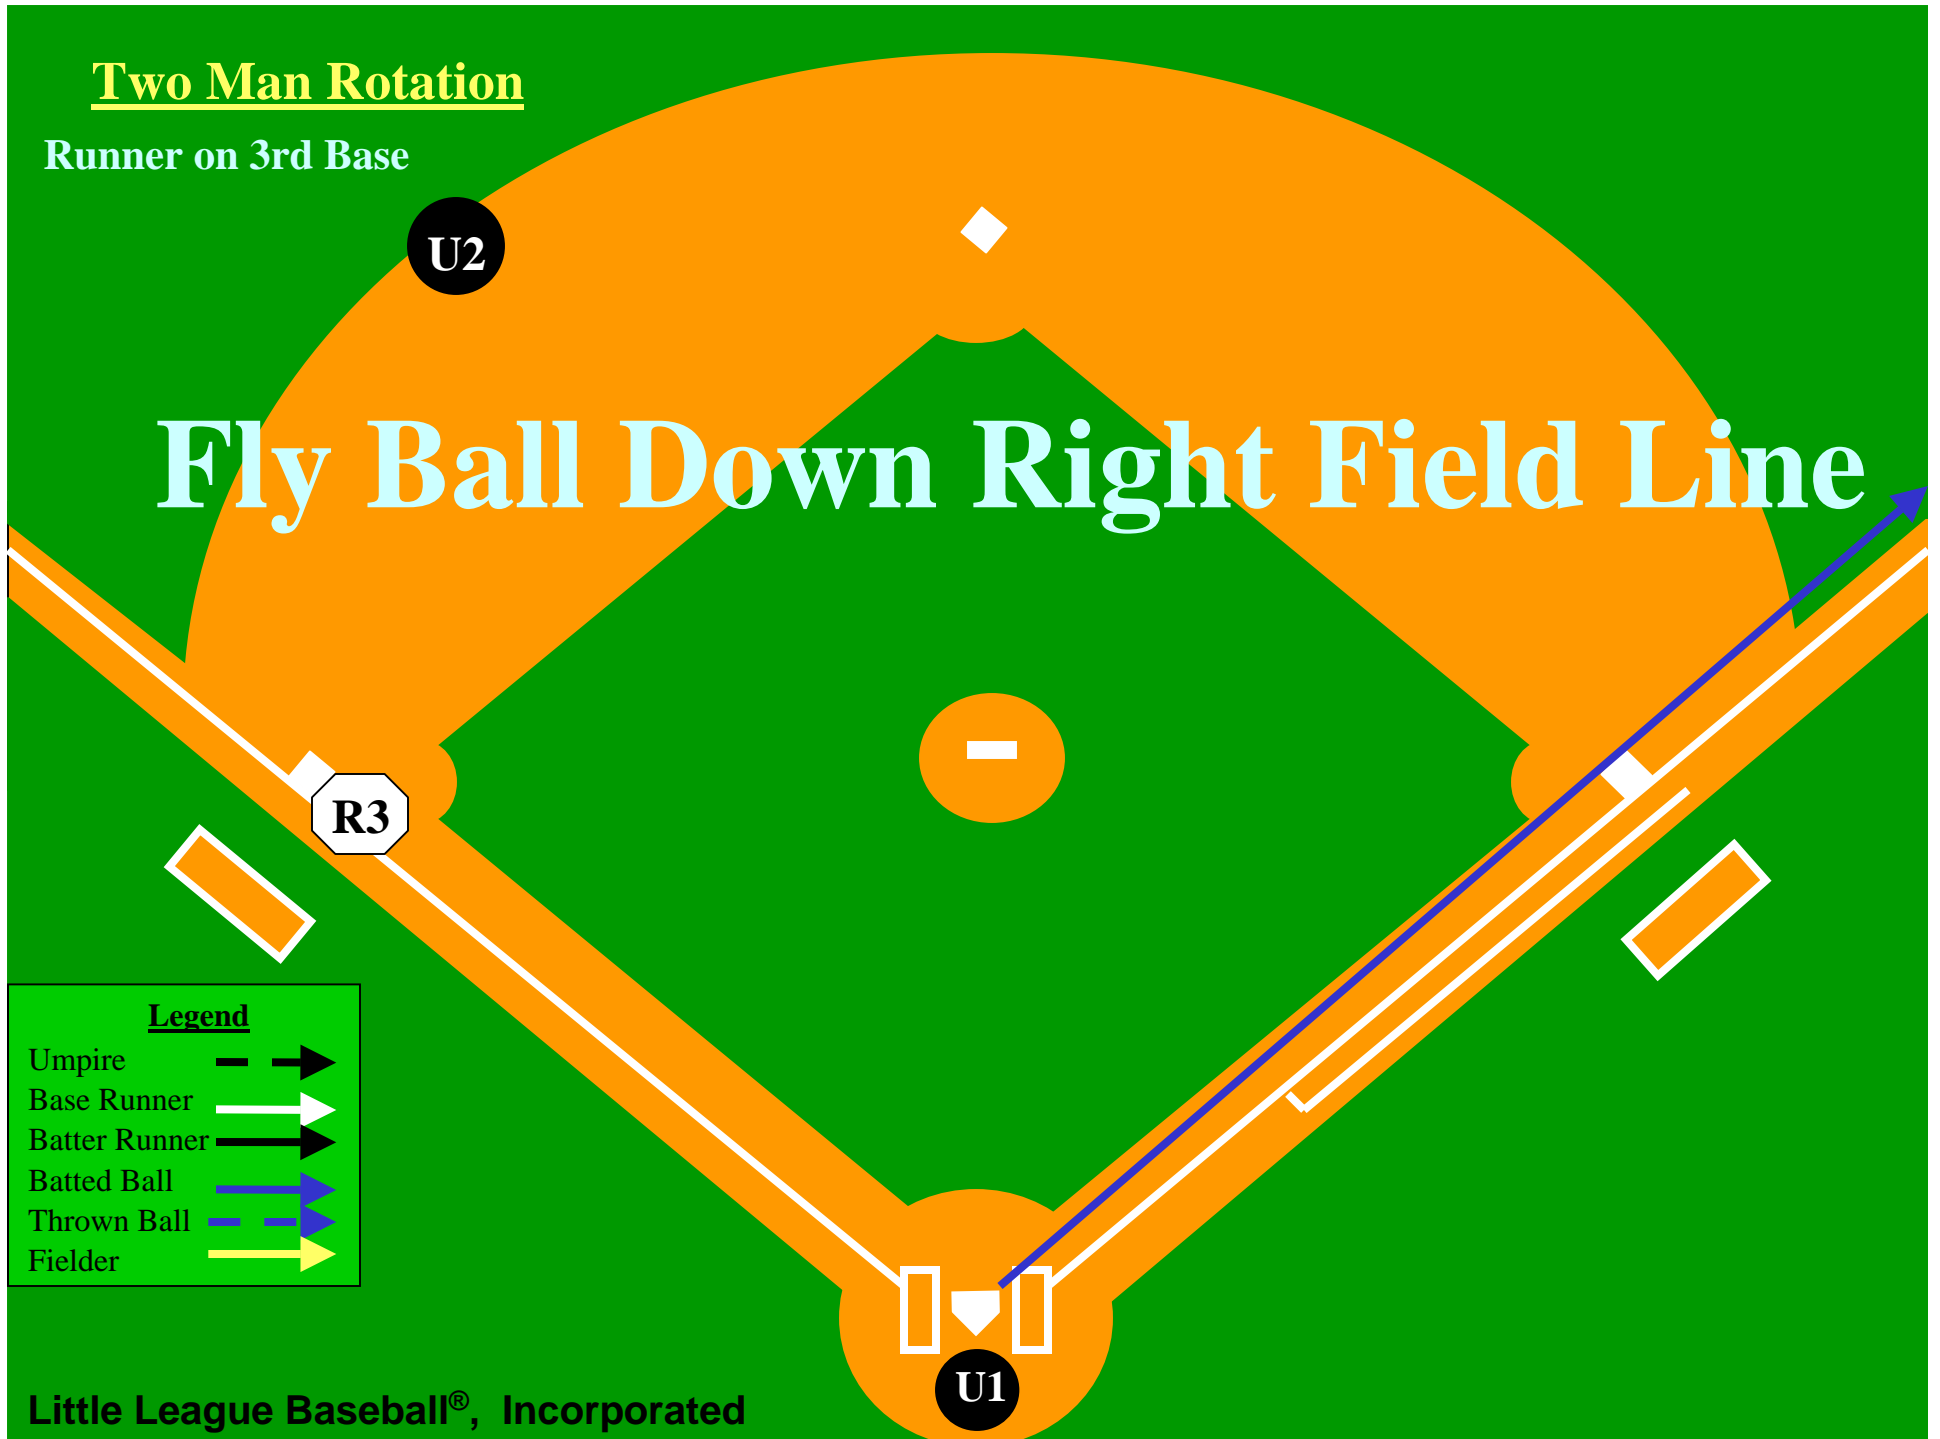 Two Man Rotation
Runner on 3rd Base
U2
Fly Ball Down Right Field Line
R3
Legend
Umpire
Base Runner
Batter Runner
Batted Ball
Thrown Ball
Fielder
U1
Little League Baseball®, Incorporated